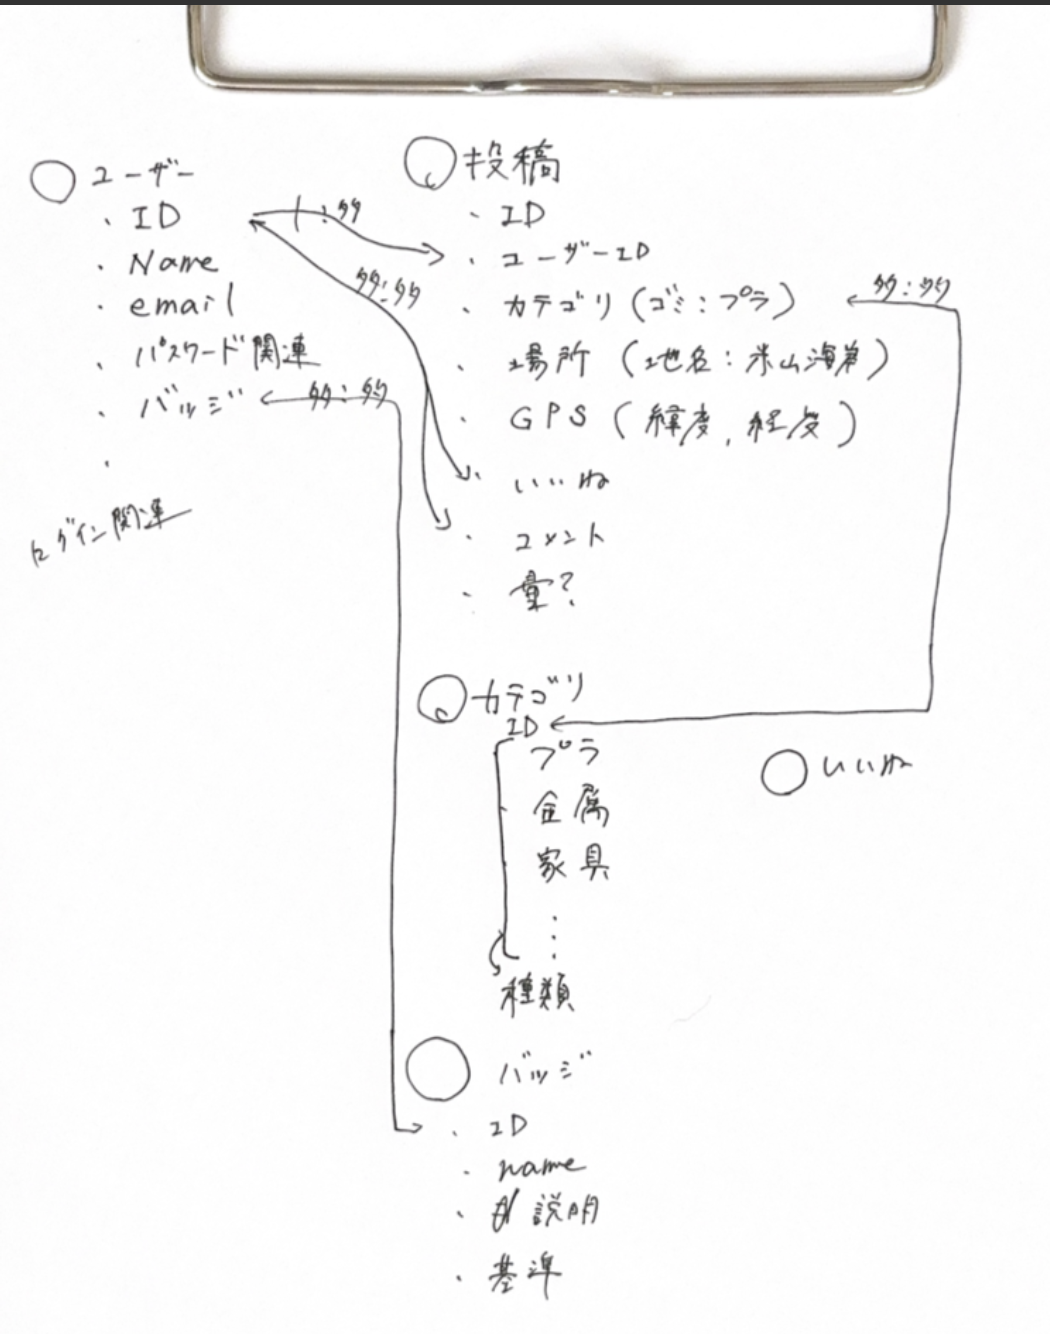 ユーザー
・ID
・Name
・email
・パスワード関連
・バッジ
・
ログイン関連
1:多
多:多
多:多
投稿
・ID
・ユーザーID
・カテゴリ(ゴミ:プラ)
多:多
・場所(地名:米山海岸)
・GPS(緯度,経度)
・いいね
・コメント
・量?
カテゴリ
ID
プラ
金属
家具
⋮
種類
いいね
バッジ
・ID
・name
・説明
・基準